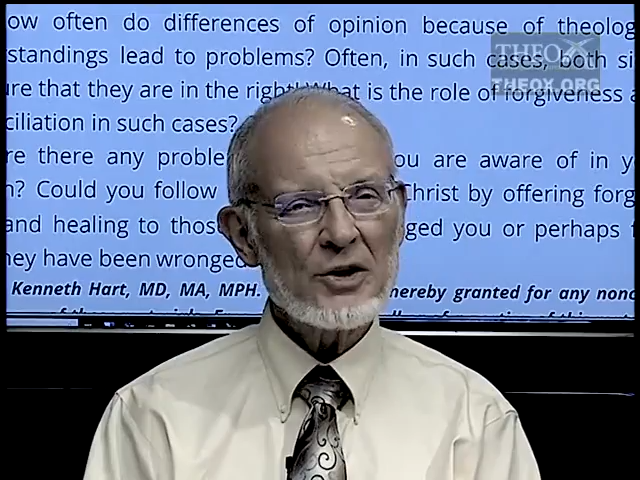 ow often do differences of opinion because of theolog
standings lead to problems? Often, in such cases, both si
ure that they are in the right! What is the role of forgiveness a
ciliation in such cases?
re there any proble ou are aware of in y
n? Could you follow Christ by offering forg
and healing to thos ged you or perhaps
hey have been wronged
Kenneth Hart, MD, MA, MPH. hereby granted for any nonc
THEOX
THEOX.ORG